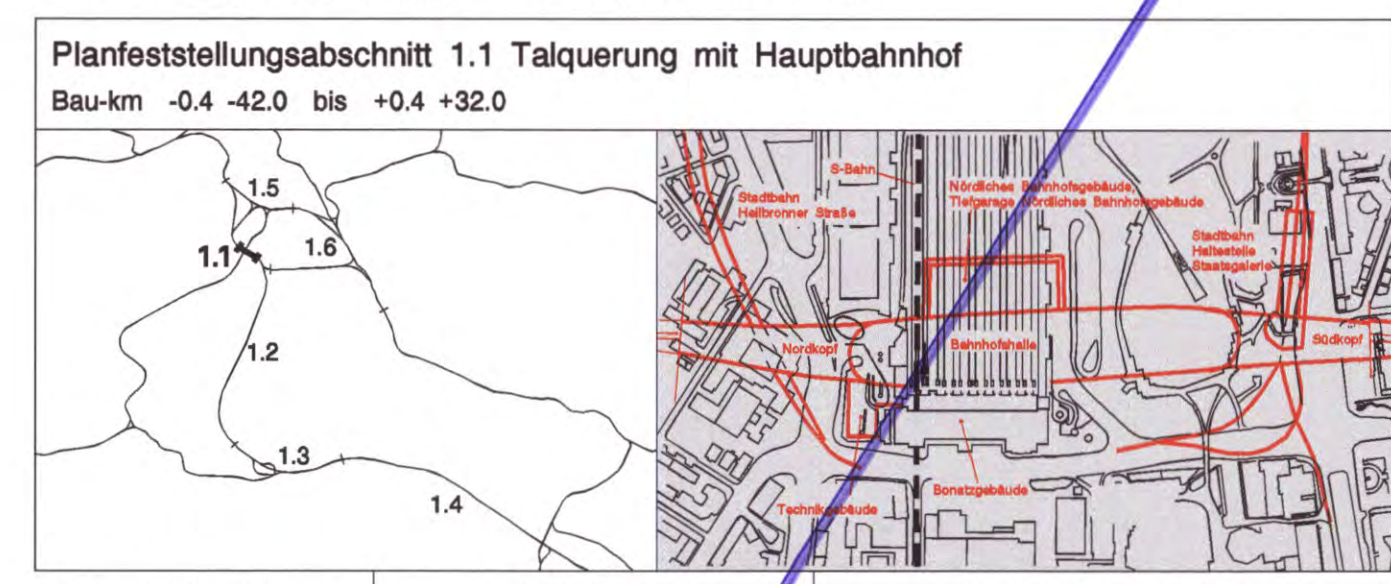 Planfeststellungsabschnitt 1.1 Talquerung mit Hauptbahnhof
Bau-km -0.4 -42.0 bis +0.4 +32.0
1.5
1.1
1.6
1.2
1.3
1.4
S-Bahn
Stadtbahn
Heilbronner Straße
Nördliches Bahnhofsgebäude,
Tiefgarage Nördliches Bahnhofsgebäude
Stadtbahn
Haltestelle
Staatsgalerie
Nordkopf
Bahnhofshalle
Südkopf
Bonatzgebäude
Technikgebäude